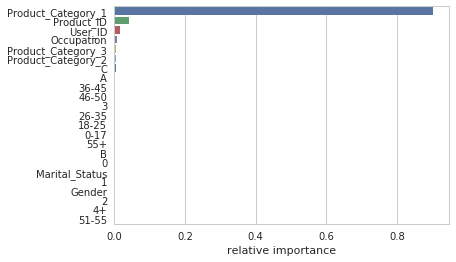 Product_Category_1
Product_ID
User_ID
Occupation
Product_Category_3
Product_Category_2
C
A
36-45
46-50
3
26-35
18-25
0-17
55+
B
0
Marital_Status
1
Gender
2
4+
51-55
0.0 0.2 0.4 0.6 0.8
relative importance